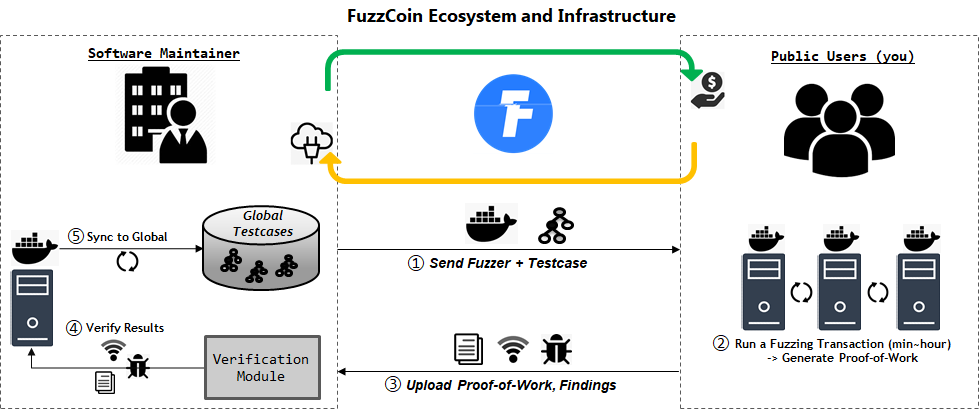 FuzzCoin Ecosystem and Infrastructure
Software Maintainer
Public Users (you)
F
$
Global
Testcases
⑤ Sync to Global
① Send Fuzzer + Testcase
④ Verify Results
Verification
Module
② Run a Fuzzing Transaction (min~hour)
-> Generate Proof-of-Work
③ Upload Proof-of-Work, Findings